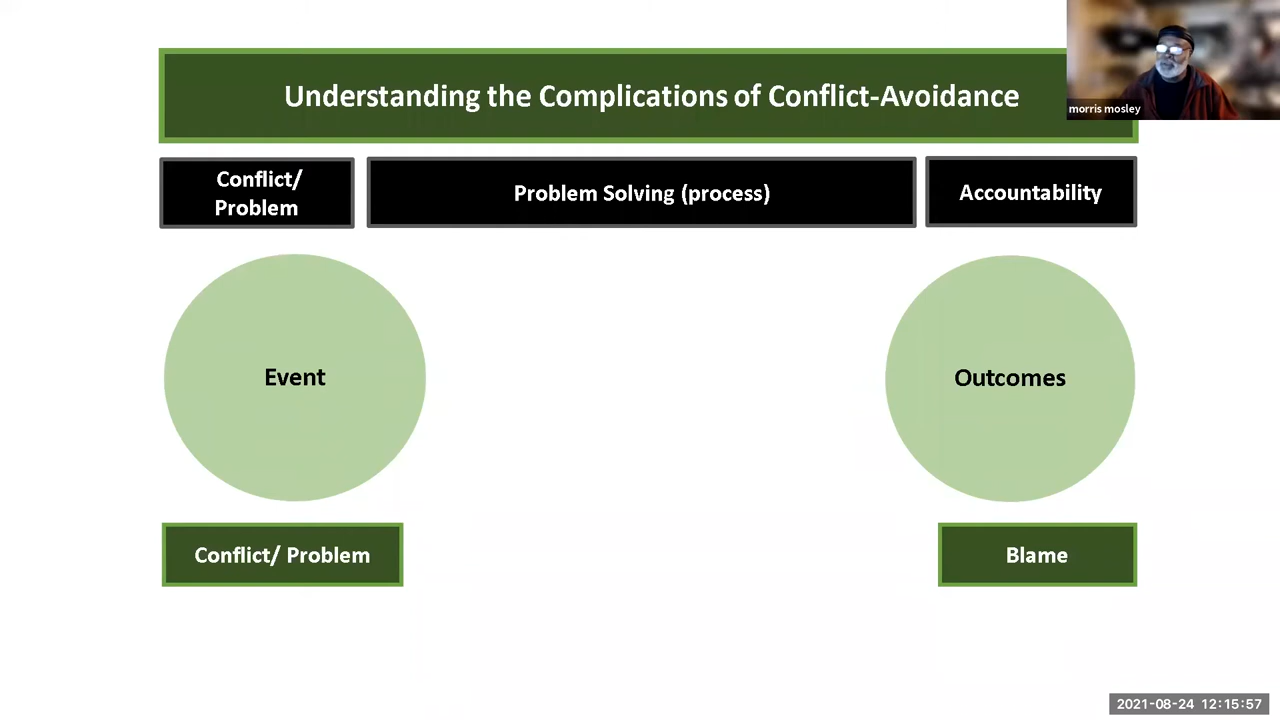 Understanding the Complications of Conflict-Avoidance
morris mosley
Conflict/
Problem
Problem Solving (process)
Accountability
Event
Outcomes
Conflict/ Problem
Blame
2021-08-24 12:15:57